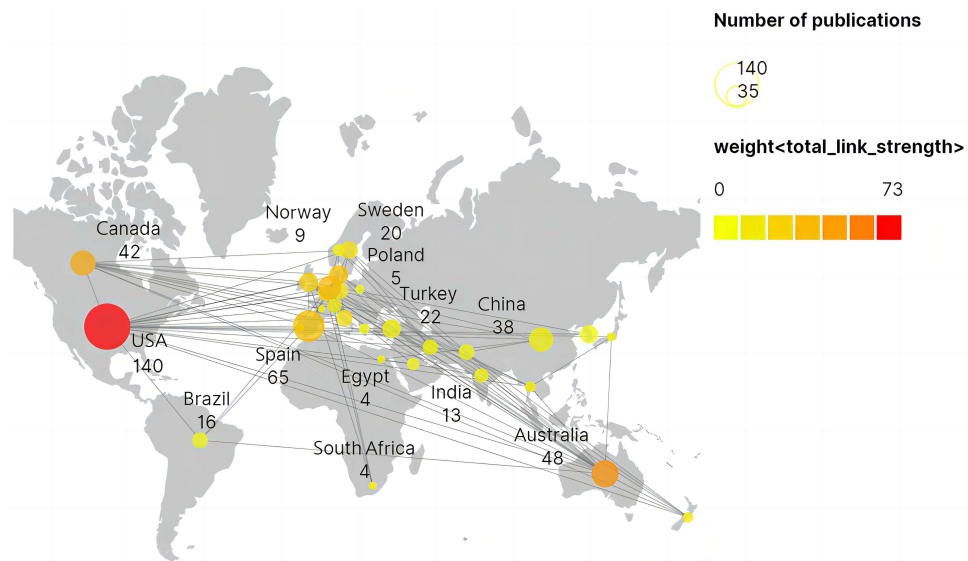 Number of publications
140
35
weight<total_link_strength>
0 73
Norway
9
Sweden
20
Canada
42
Poland
5
Turkey
22
China
38
USA
140
Spain
65
Egypt
4
India
13
Brazil
16
Australia
48
South Africa
4